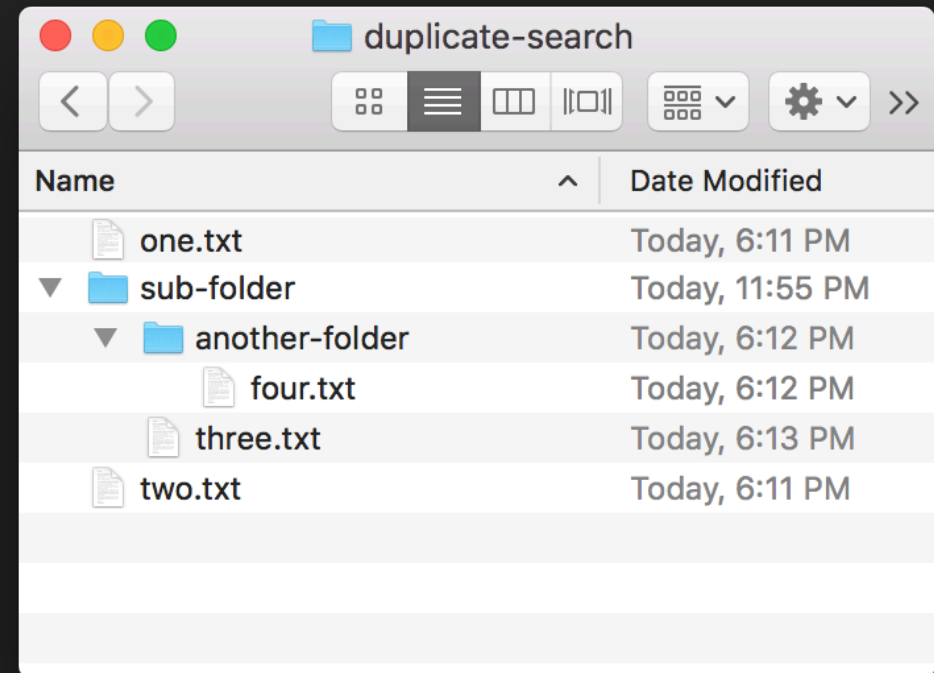 duplicate-search
Name Date Modified
one.txt Today, 6:11 PM
sub-folder Today, 11:55 PM
another-folder Today, 6:12 PM
four.txt Today, 6:12 PM
three.txt Today, 6:13 PM
two.txt Today, 6:11 PM